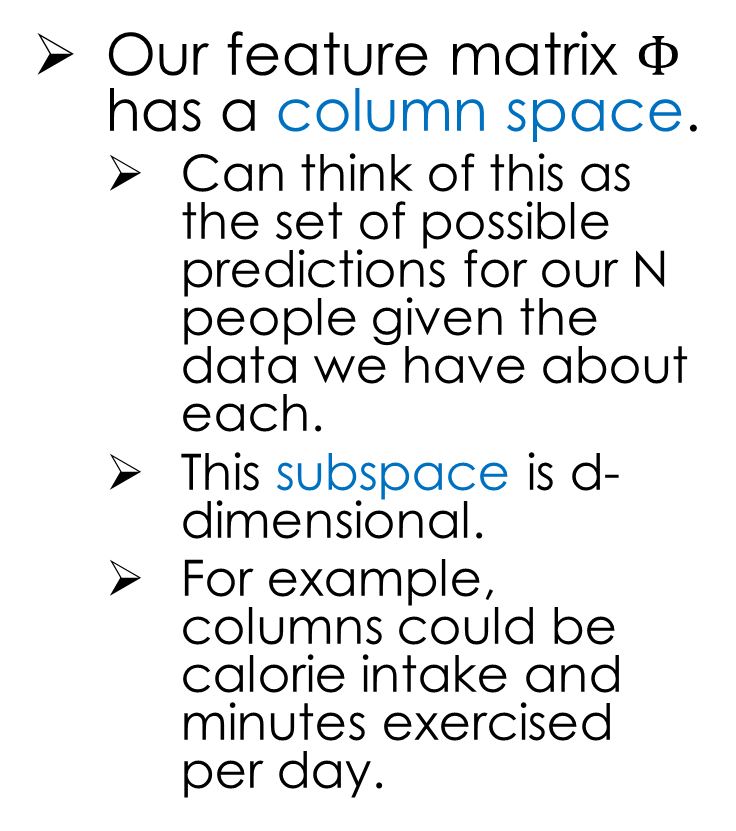 ➢ Our feature matrix Φ
has a column space.
➢ Can think of this as
the set of possible
predictions for our N
people given the
data we have about
each.
➢ This subspace is d-
dimensional.
➢ For example,
columns could be
calorie intake and
minutes exercised
per day.